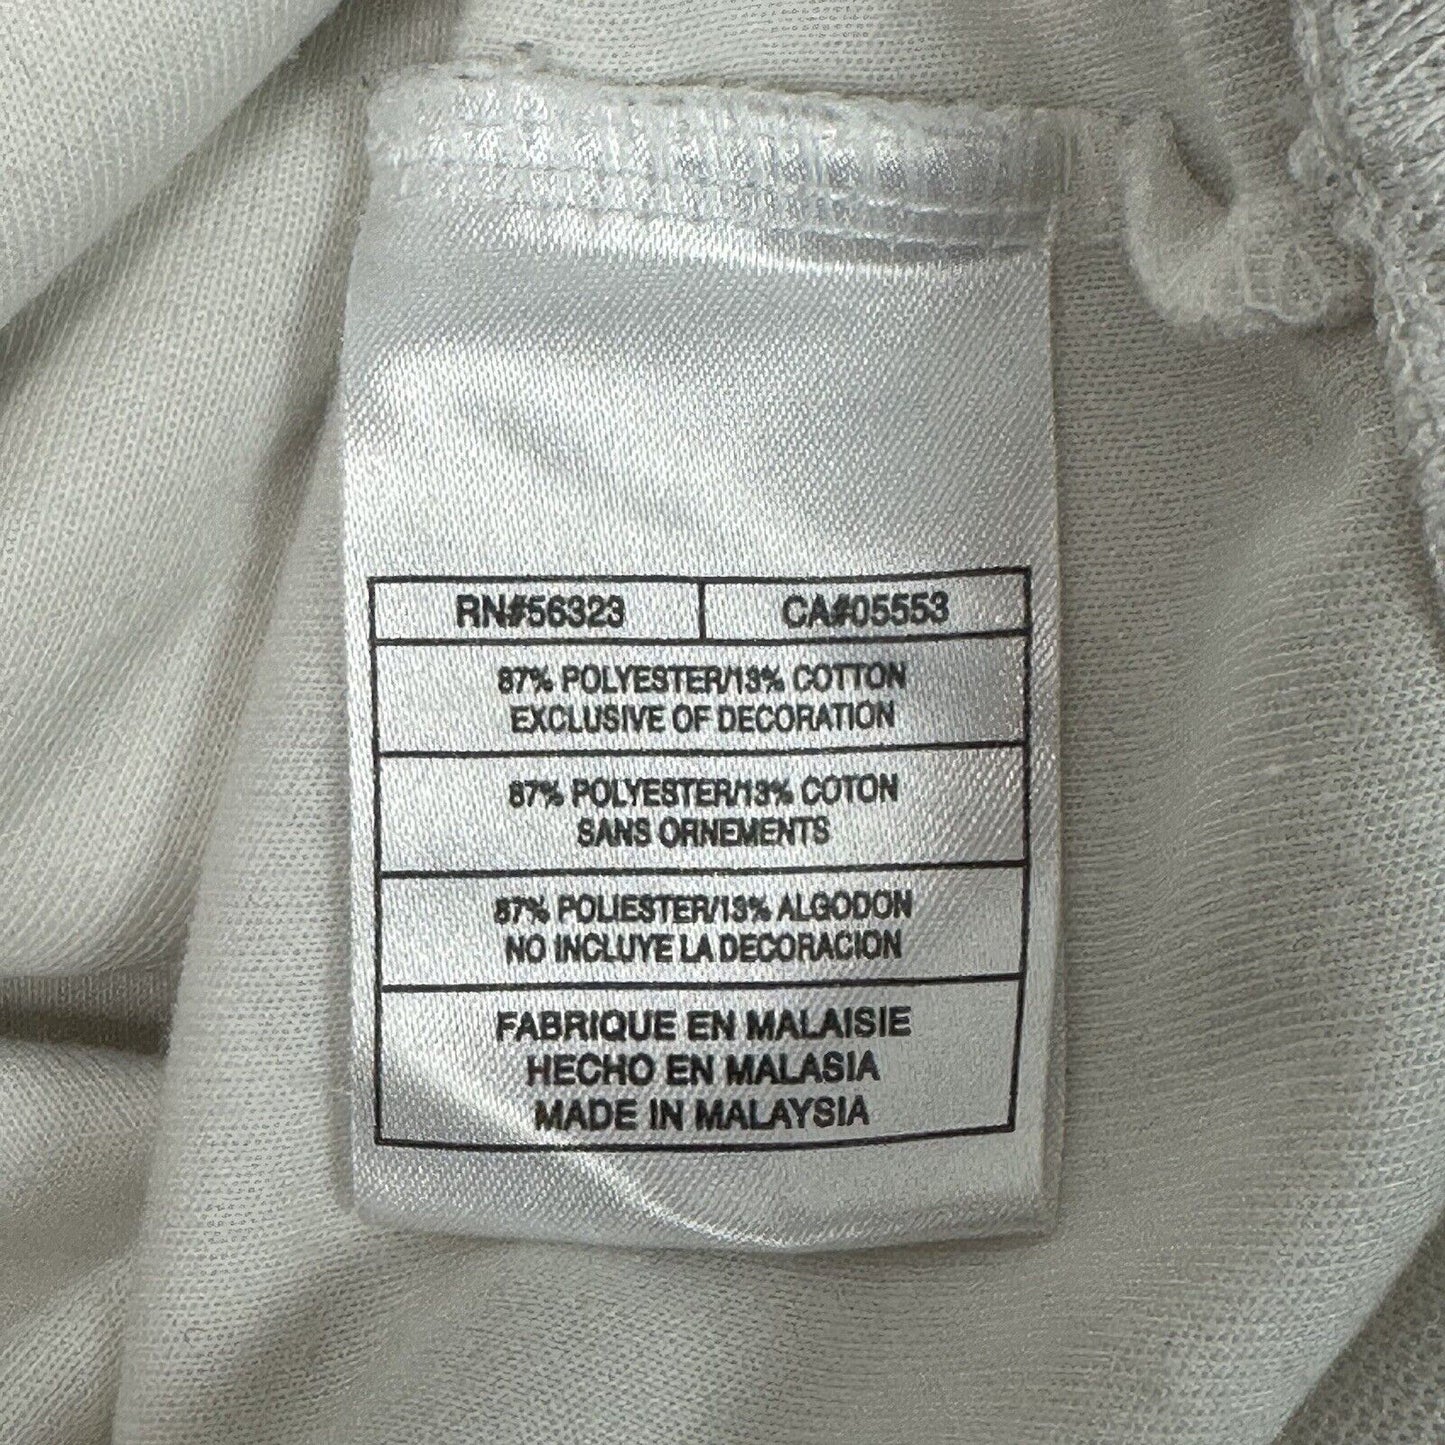 RN#56323 CA#05553
87% POLYESTER/13% COTTON
EXCLUSIVE OF DECORATION
87% POLYESTER/13% COTON
SANS ORNEMENTS
87% POLIESTER/13% ALGODON
NO INCLUYE LA DECORACION
FABRIQUE EN MALAISIE
HECHO EN MALASIA
MADE IN MALAYSIA